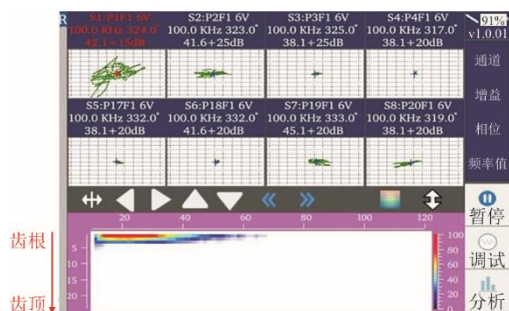 R
S1:P1F1 6V
100.0 KHz 324.0°
42.1+15dB
S2:P2F1 6V
100.0 KHz 323.0°
41.6+25dB
S3:P3F1 6V
100.0 KHz 325.0°
38.1+25dB
S4:P4F1 6V
100.0 KHz 317.0°
38.1+20dB
91%
v1.0.01
通道
增益
相位
频率值
S5:P17F1 6V
100.0 KHz 332.0°
38.1+20dB
S6:P18F1 6V
100.0 KHz 332.0°
41.6+20dB
S7:P19F1 6V
100.0 KHz 333.0°
45.1+20dB
S8:P20F1 6V
100.0 KHz 319.0°
38.1+20dB
暂停
调试
分析
20 40 60 80 100 120
5
10
15
20
100
80
60
40
20
0
齿根
齿顶